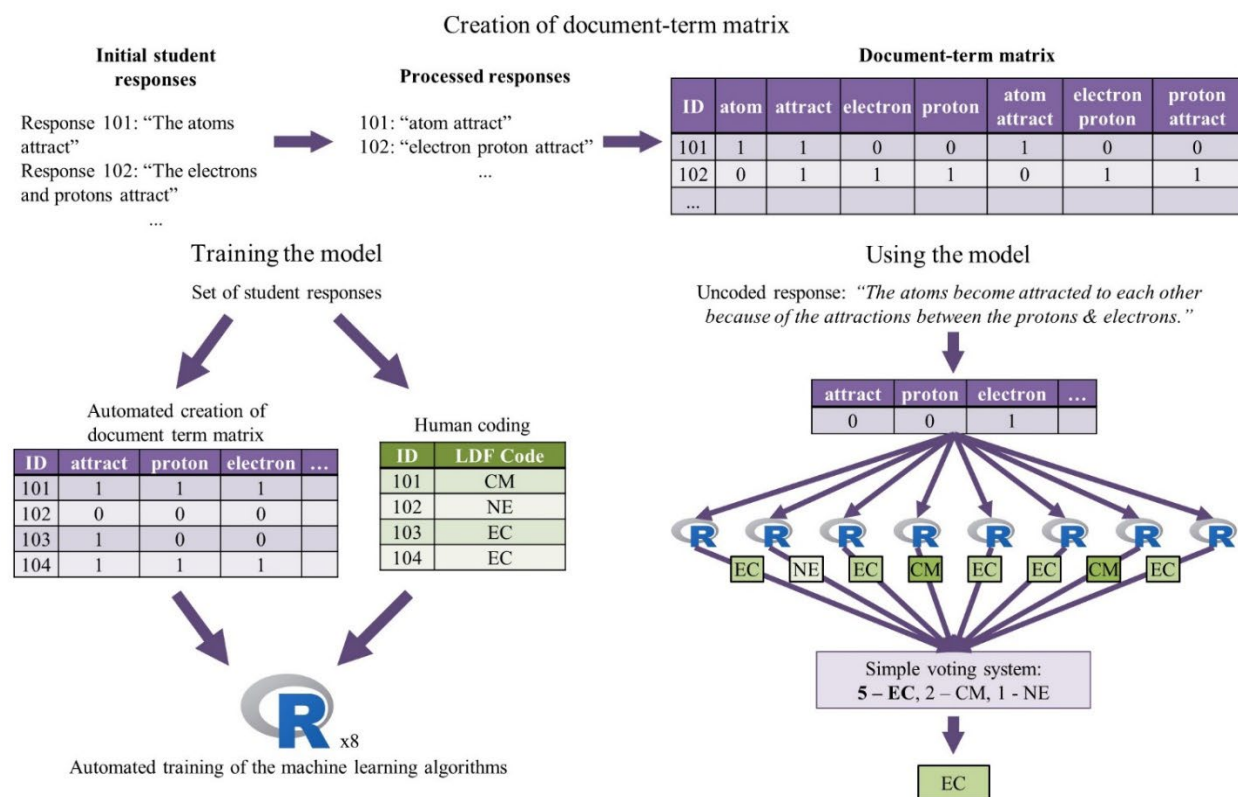 Creation of document-term matrix
Initial student
responses
Response 101: “The atoms
attract”
Response 102: “The electrons
and protons attract”
...
Processed responses
101: “atom attract”
102: “electron proton attract”
...
Document-term matrix
ID atom attract electron proton atom attract electron proton proton attract
101 1 1 0 0 1 0 0
102 0 1 1 1 0 1 1
...
Training the model
Set of student responses
Automated creation of
document term matrix
ID attract proton electron ...
101 1 1 1
102 0 0 0
103 1 0 0
104 1 1 1
Human coding
ID LDF Code
101 CM
102 NE
103 EC
104 EC
R x8
Automated training of the machine learning algorithms
Using the model
Uncoded response: “The atoms become attracted to each other
because of the attractions between the protons & electrons.”
attract proton electron ...
0 0 1
R R R R R R R R
EC NE EC CM EC EC CM EC
Simple voting system:
5 – EC, 2 – CM, 1 - NE
EC